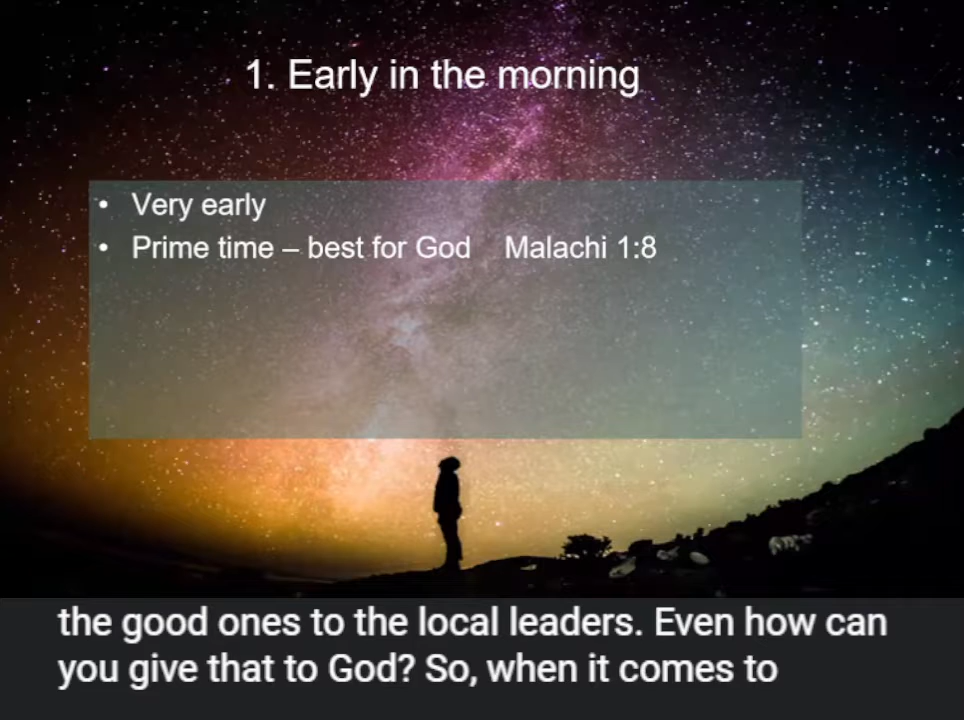 1. Early in the morning
• Very early
• Prime time – best for God Malachi 1:8
the good ones to the local leaders. Even how can
you give that to God? So, when it comes to